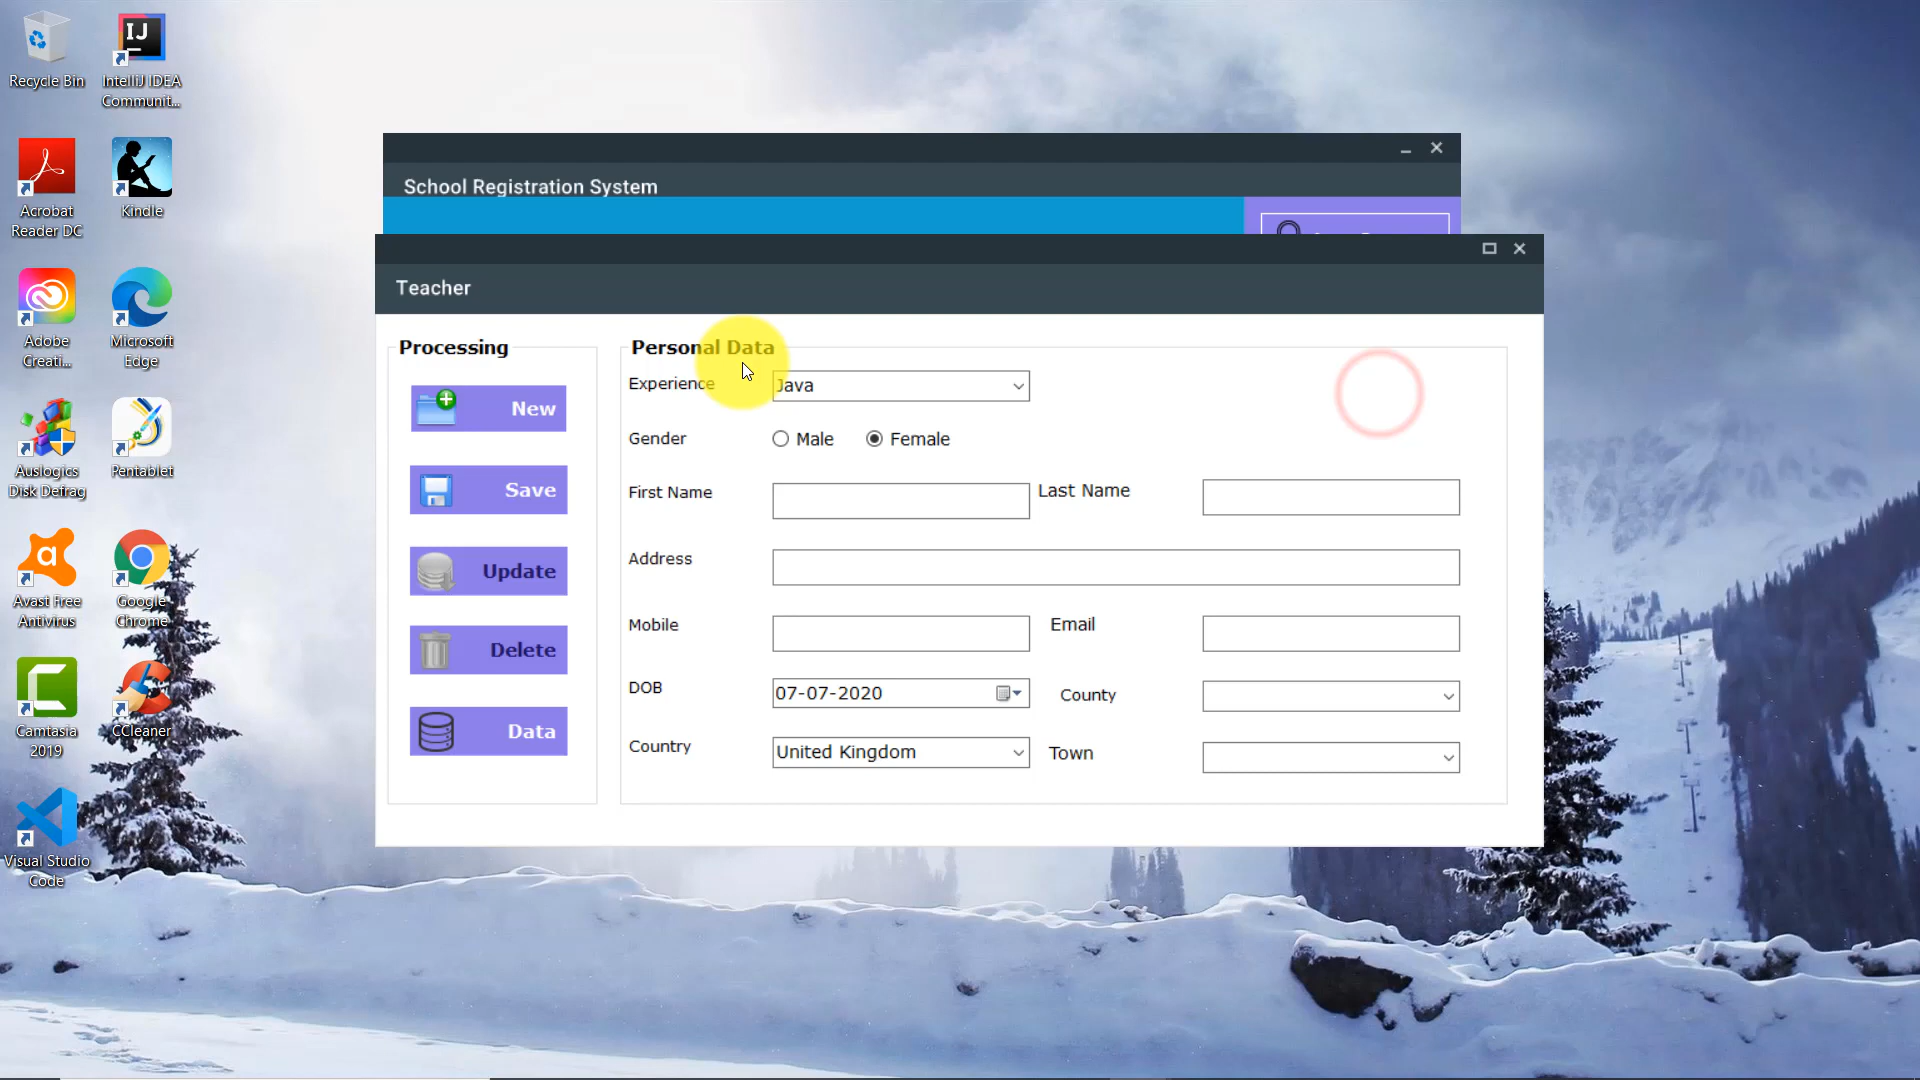 Recycle Bin
IntelliJ IDEA
Communit...
Acrobat
Reader DC
Kindle
Adobe
Creati...
Microsoft
Edge
Auslogics
Disk Defrag
Pentablet
Avast Free
Antivirus
Google
Chrome
Camtasia
2019
CCleaner
Visual Studio
Code
School Registration System
Teacher
Processing
New
Save
Update
Delete
Data
Personal Data
Experience
Java
Gender
Male
Female
First Name
Last Name
Address
Mobile
Email
DOB
07-07-2020
County
Country
United Kingdom
Town